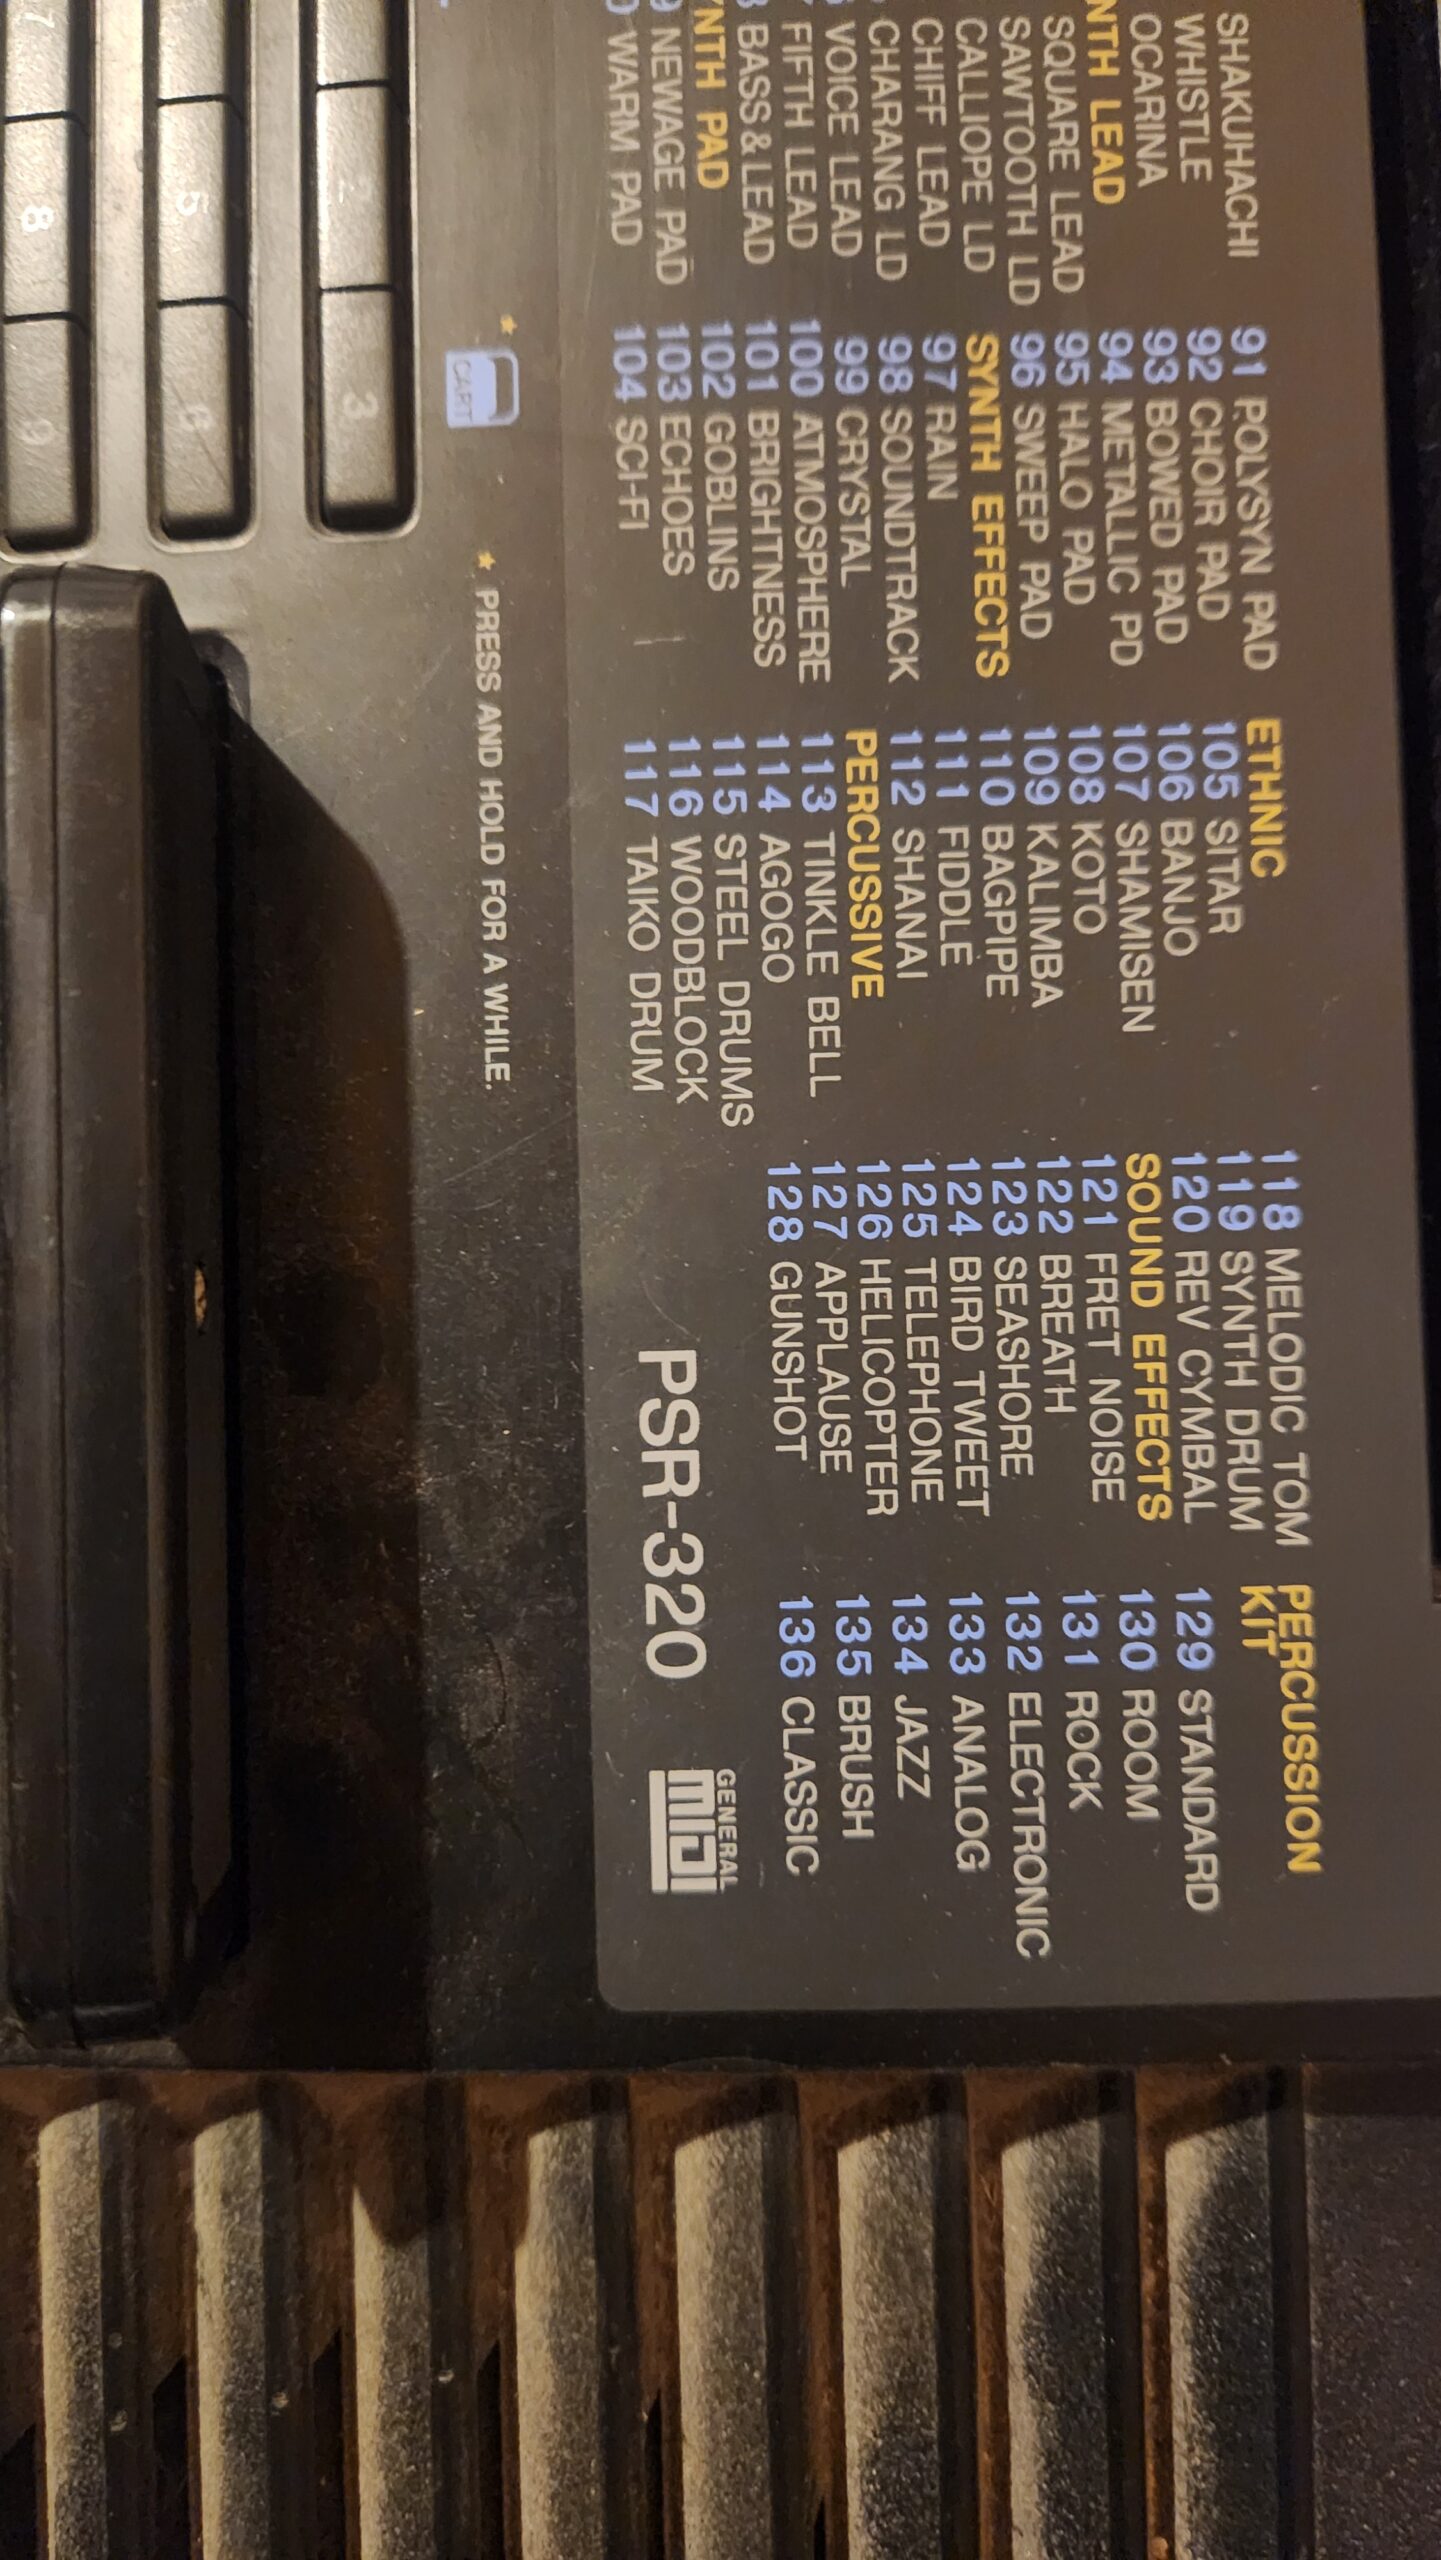 SHAKUHACHI
WHISTLE
OCARINA
NTH LEAD
SQUARE LEAD
SAWTOOTH LD
CALLIOPE LD
CHIFF LEAD
CHARANG LD
VOICE LEAD
FIFTH LEAD
BASS&LEAD
NTH PAD
NEWAGE PAD
WARM PAD
91 POLYSYN PAD
92 CHOIR PAD
93 BOWED PAD
94 METALLIC PD
95 HALO PAD
96 SWEEP PAD
SYNTH EFFECTS
97 RAIN
98 SOUNDTRACK
99 CRYSTAL
100 ATMOSPHERE
101 BRIGHTNESS
102 GOBLINS
103 ECHOES
104 SCI-FI
ETHNIC
105 SITAR
106 BANJO
107 SHAMISEN
108 KOTO
109 KALIMBA
110 BAGPIPE
111 FIDDLE
112 SHANAI
PERCUSSIVE
113 TINKLE BELL
114 AGOGO
115 STEEL DRUMS
116 WOODBLOCK
117 TAIKO DRUM
118 MELODIC TOM
119 SYNTH DRUM
120 REV CYMBAL
SOUND EFFECTS
121 FRET NOISE
122 BREATH
123 SEASHORE
124 BIRD TWEET
125 TELEPHONE
126 HELICOPTER
127 APPLAUSE
128 GUNSHOT
PERCUSSION
KIT
129 STANDARD
130 ROOM
131 ROCK
132 ELECTRONIC
133 ANALOG
134 JAZZ
135 BRUSH
136 CLASSIC
PSR-320
GENERAL
MIDI
★ CART
★ PRESS AND HOLD FOR A WHILE.
3
5 6
7 8 9